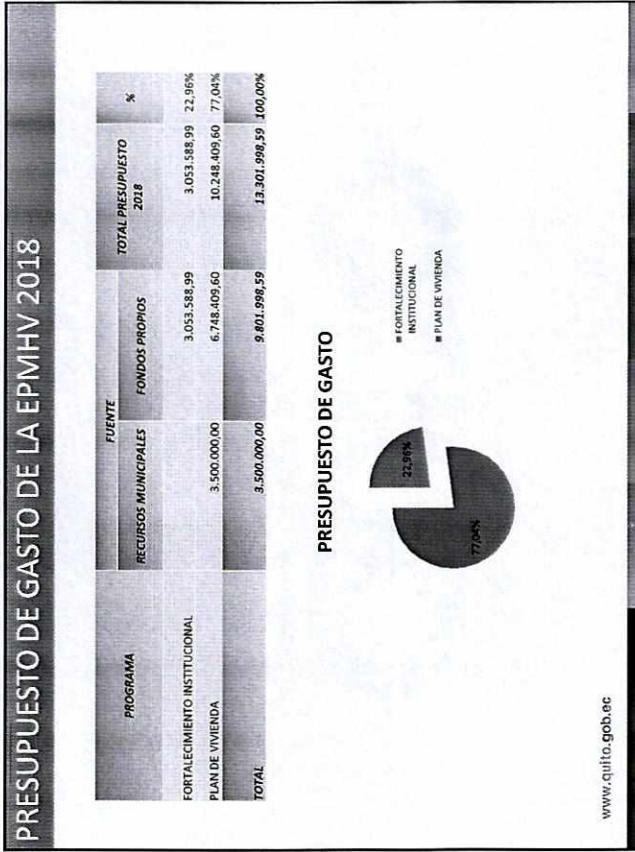 PRESUPUESTO DE GASTO DE LA EPMHV 2018
PROGRAMA FUENTE TOTAL PRESUPUESTO 2018 %
RECURSOS MUNICIPALES FONDOS PROPIOS
FORTALECIMIENTO INSTITUCIONAL 3.053.588,99 3.053.588,99 22,96%
PLAN DE VIVIENDA 3.500.000,00 6.748.409,60 10.248.409,60 77,04%
TOTAL 3.500.000,00 9.801.998,59 13.301.998,59 100,00%
PRESUPUESTO DE GASTO
22,96%
77,04%
FORTALECIMIENTO
INSTITUCIONAL
PLAN DE VIVIENDA
www.quito.gob.ec